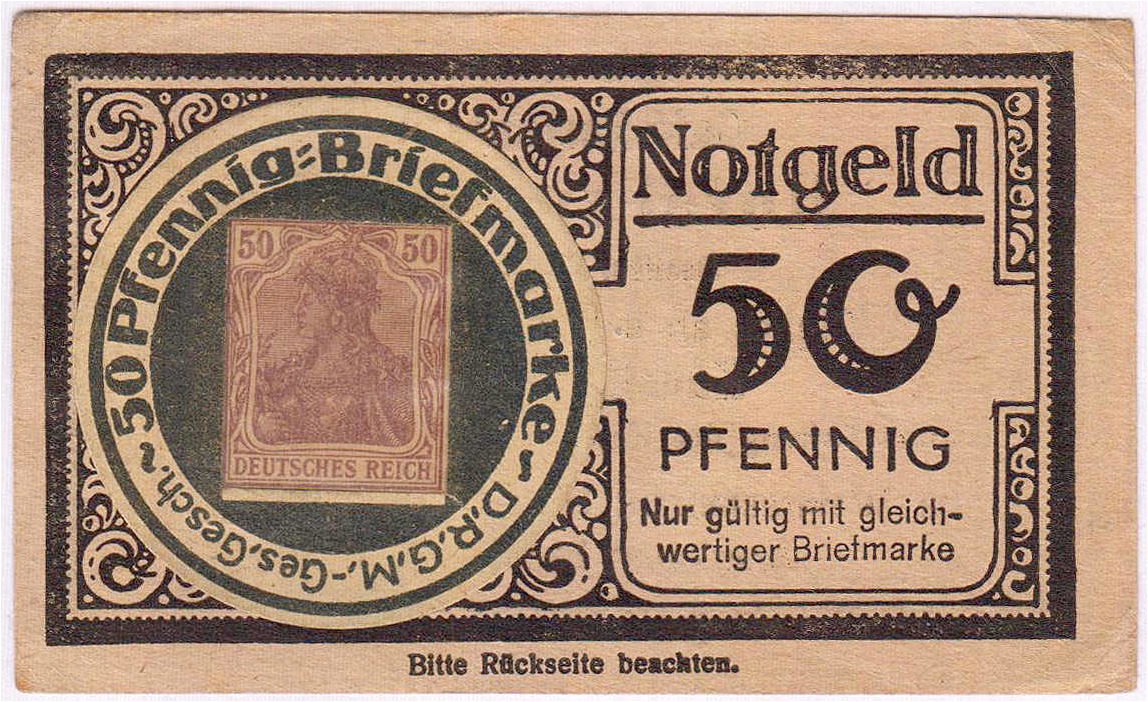 ~50 Pfennig=Briefmarke~
D.R.G.M.-Ges.Gesch.
50 50
DEUTSCHES REICH
Notgeld
50
PFENNIG
Nur gültig mit gleich-
wertiger Briefmarke
Bitte Rückseite beachten.